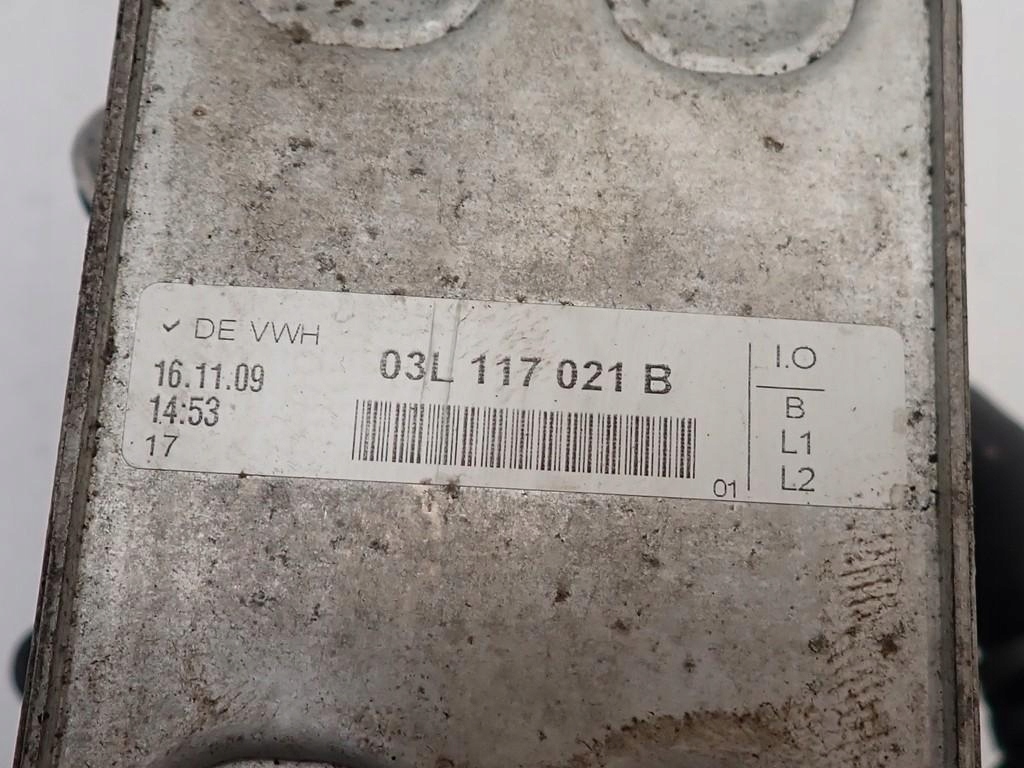 DE VWH
16.11.09
14:53
17
03L 117 021 B
01
I.O
B
L1
L2